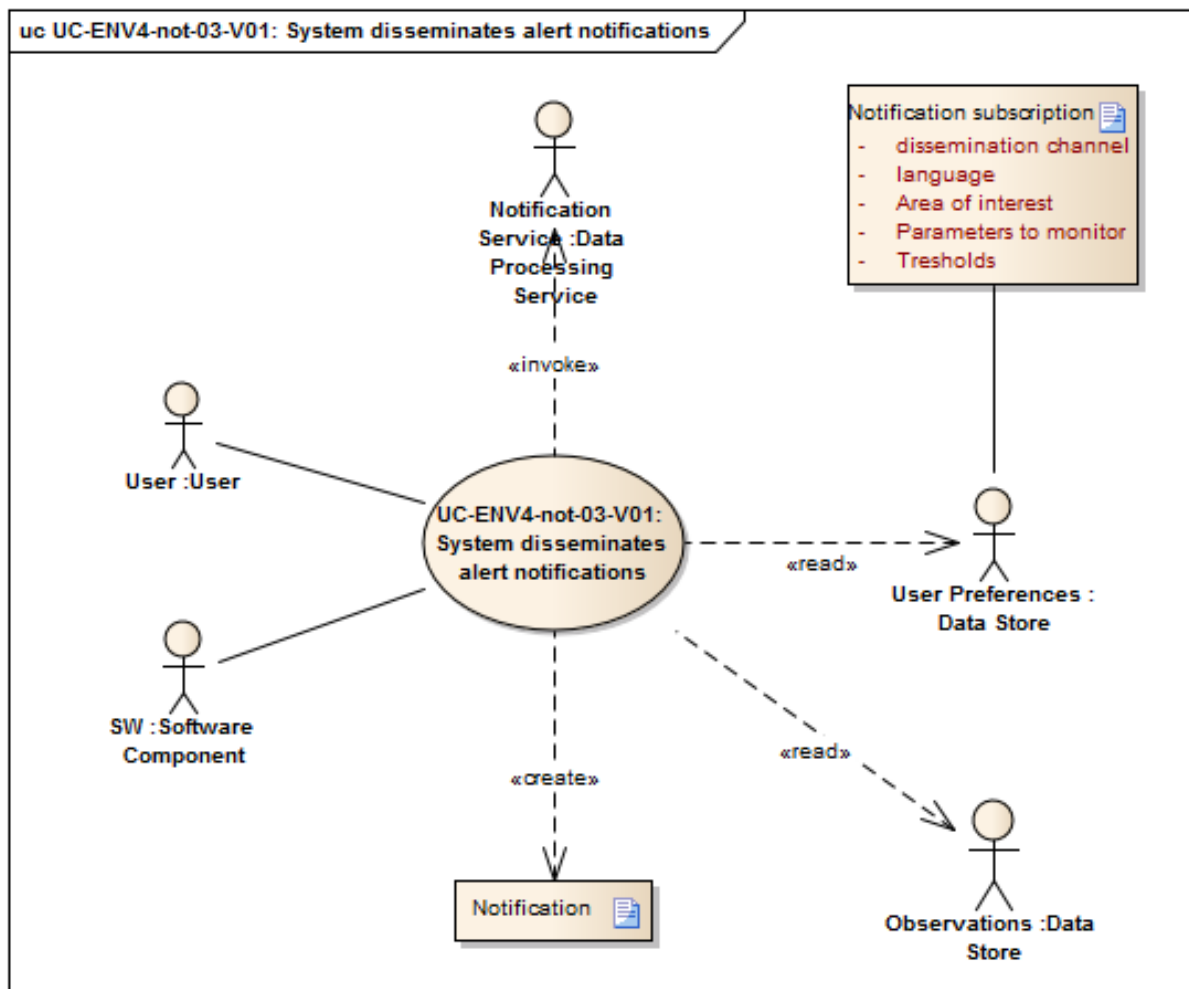 uc UC-ENV4-not-03-V01: System disseminates alert notifications
Notification subscription
- dissemination channel
- language
- Area of interest
- Parameters to monitor
- Tresholds
Notification
Service :Data
Processing
Service
«invoke»
User :User
UC-ENV4-not-03-V01:
System disseminates
alert notifications
«read»
User Preferences :
Data Store
SW :Software
Component
«read»
«create»
Notification
Observations :Data
Store